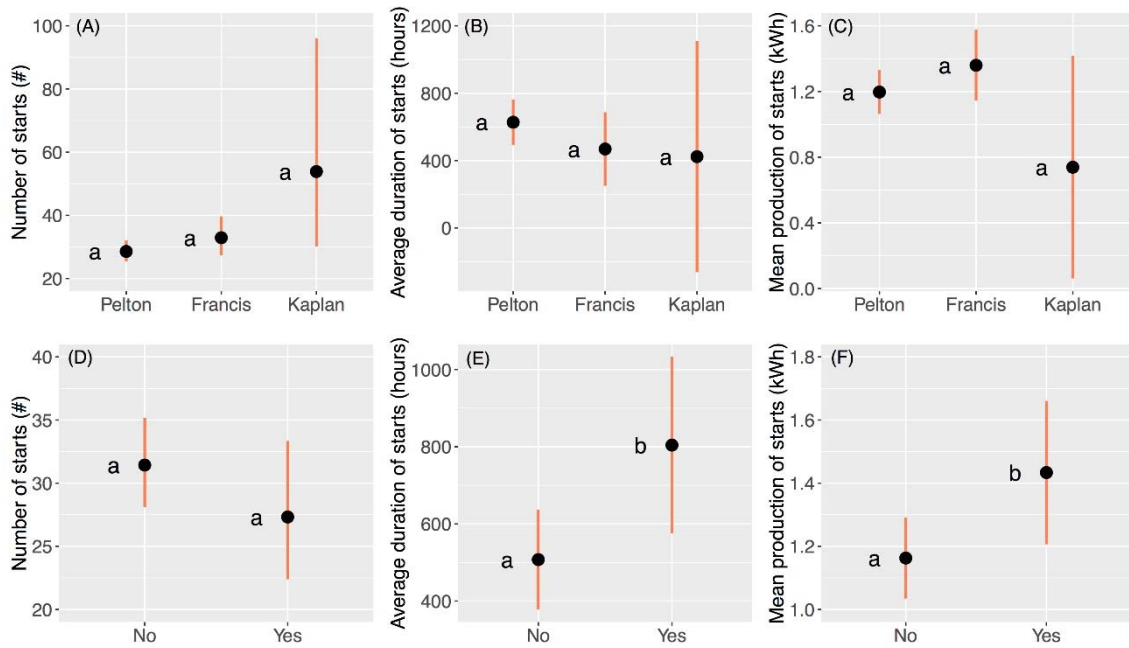 (A)
Number of starts (#)
100
80
60
40
20
a
a
a
Pelton
Francis
Kaplan
(B)
Average duration of starts (hours)
1200
800
400
0
a
a
a
Pelton
Francis
Kaplan
(C)
Mean production of starts (kWh)
1.6
1.2
0.8
0.4
0.0
a
a
a
Pelton
Francis
Kaplan
(D)
Number of starts (#)
40
35
30
25
20
a
a
No
Yes
(E)
Average duration of starts (hours)
1000
800
600
400
a
b
No
Yes
(F)
Mean production of starts (kWh)
1.8
1.6
1.4
1.2
1.0
a
b
No
Yes